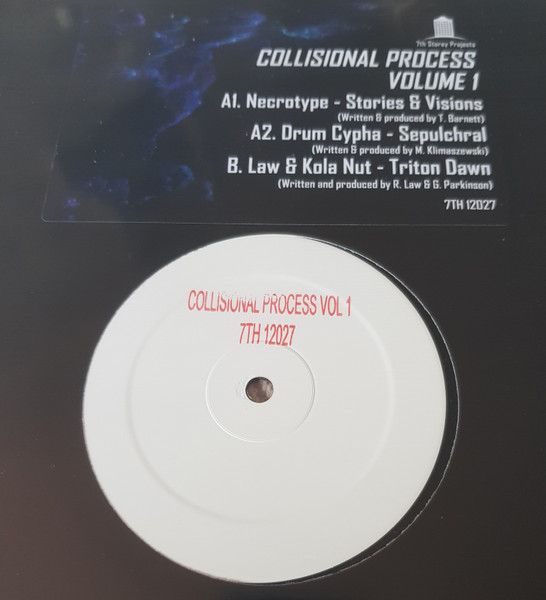 7th Storey Projects
COLLISIONAL PROCESS
VOLUME 1
A1. Necrotype - Stories & Visions
(Written & produced by T. Barnett)
A2. Drum Cypha - Sepulchral
(Written & produced by M. Klimaszewski)
B. Law & Kola Nut - Triton Dawn
(Written and produced by R. Law & G. Parkinson)
7TH 12027
COLLISIONAL PROCESS VOL 1
7TH 12027